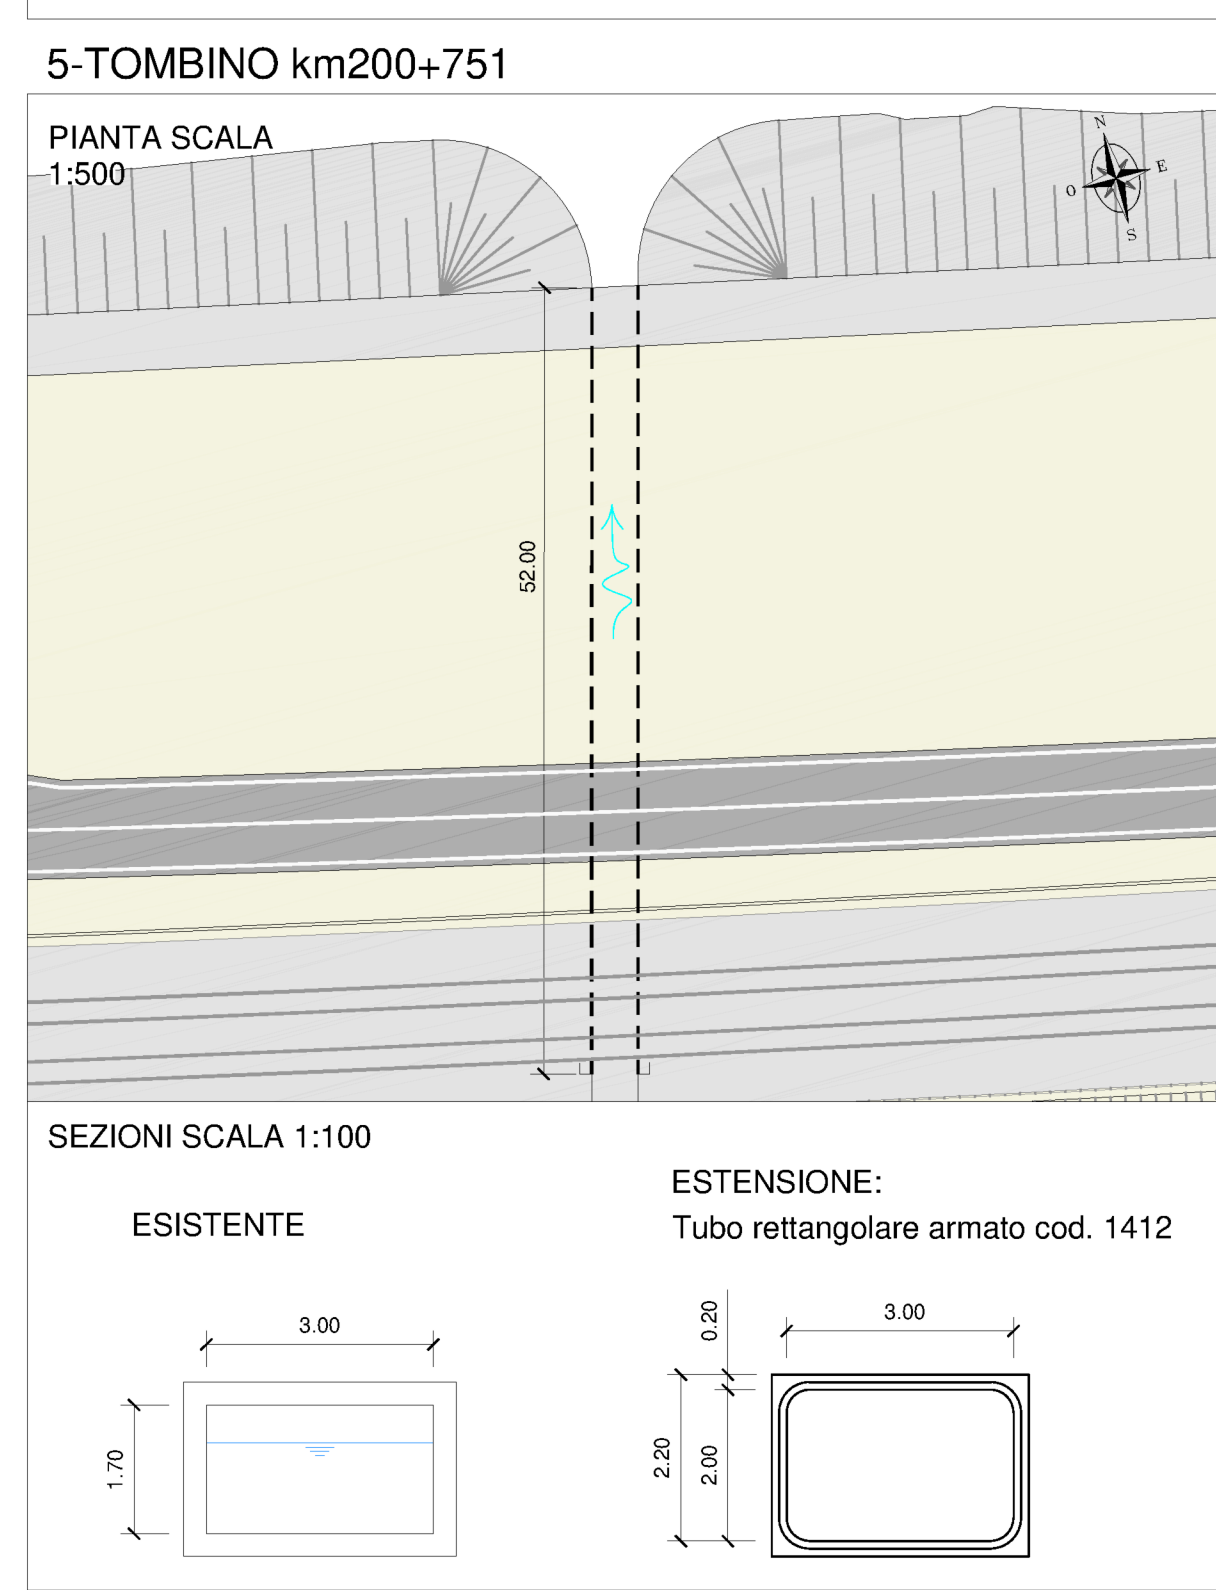 5-TOMBINO km200+751
PIANTA SCALA
1:500
N
E
O
S
52.00
SEZIONI SCALA 1:100
ESTENSIONE:
Tubo rettangolare armato cod. 1412
ESISTENTE
3.00
1.70
0.20
3.00
2.20
2.00